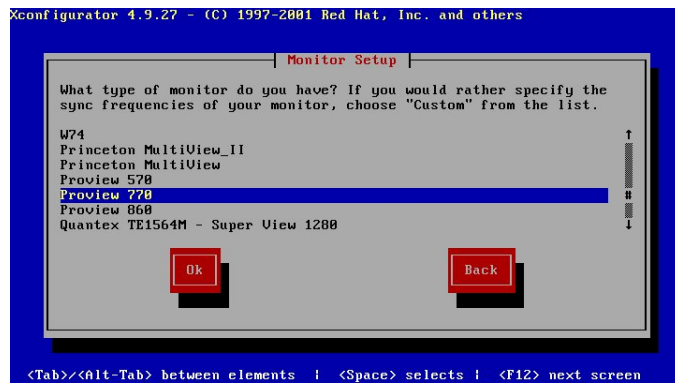 Xconfigurator 4.9.27 - (C) 1997-2001 Red Hat, Inc. and others
Monitor Setup
What type of monitor do you have? If you would rather specify the
sync frequencies of your monitor, choose "Custom" from the list.
W74
Princeton MultiView_II
Princeton MultiView
Proview 570
Proview 770 #
Proview 860
Quantex TE1564M - Super View 1280
Ok Back
<Tab>/<Alt-Tab> between elements | <Space> selects | <F12> next screen